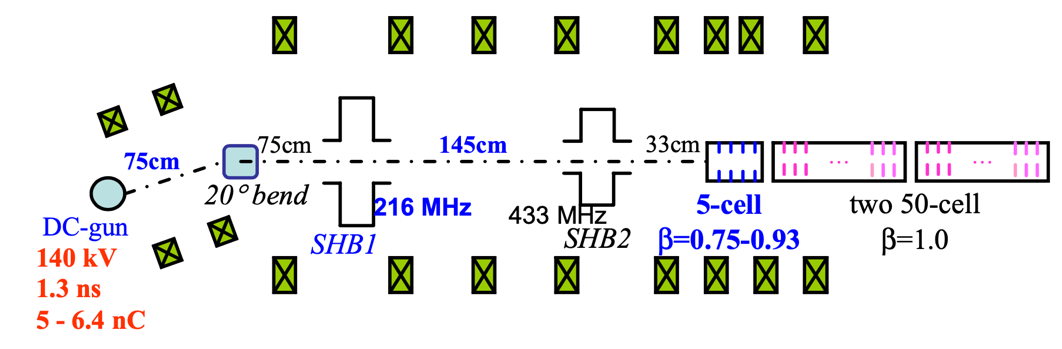 75cm
75cm
145cm
33cm
20° bend
DC-gun
140 kV
1.3 ns
5 - 6.4 nC
216 MHz
SHB1
433 MHz
SHB2
5-cell
β=0.75-0.93
...
...
two 50-cell
β=1.0